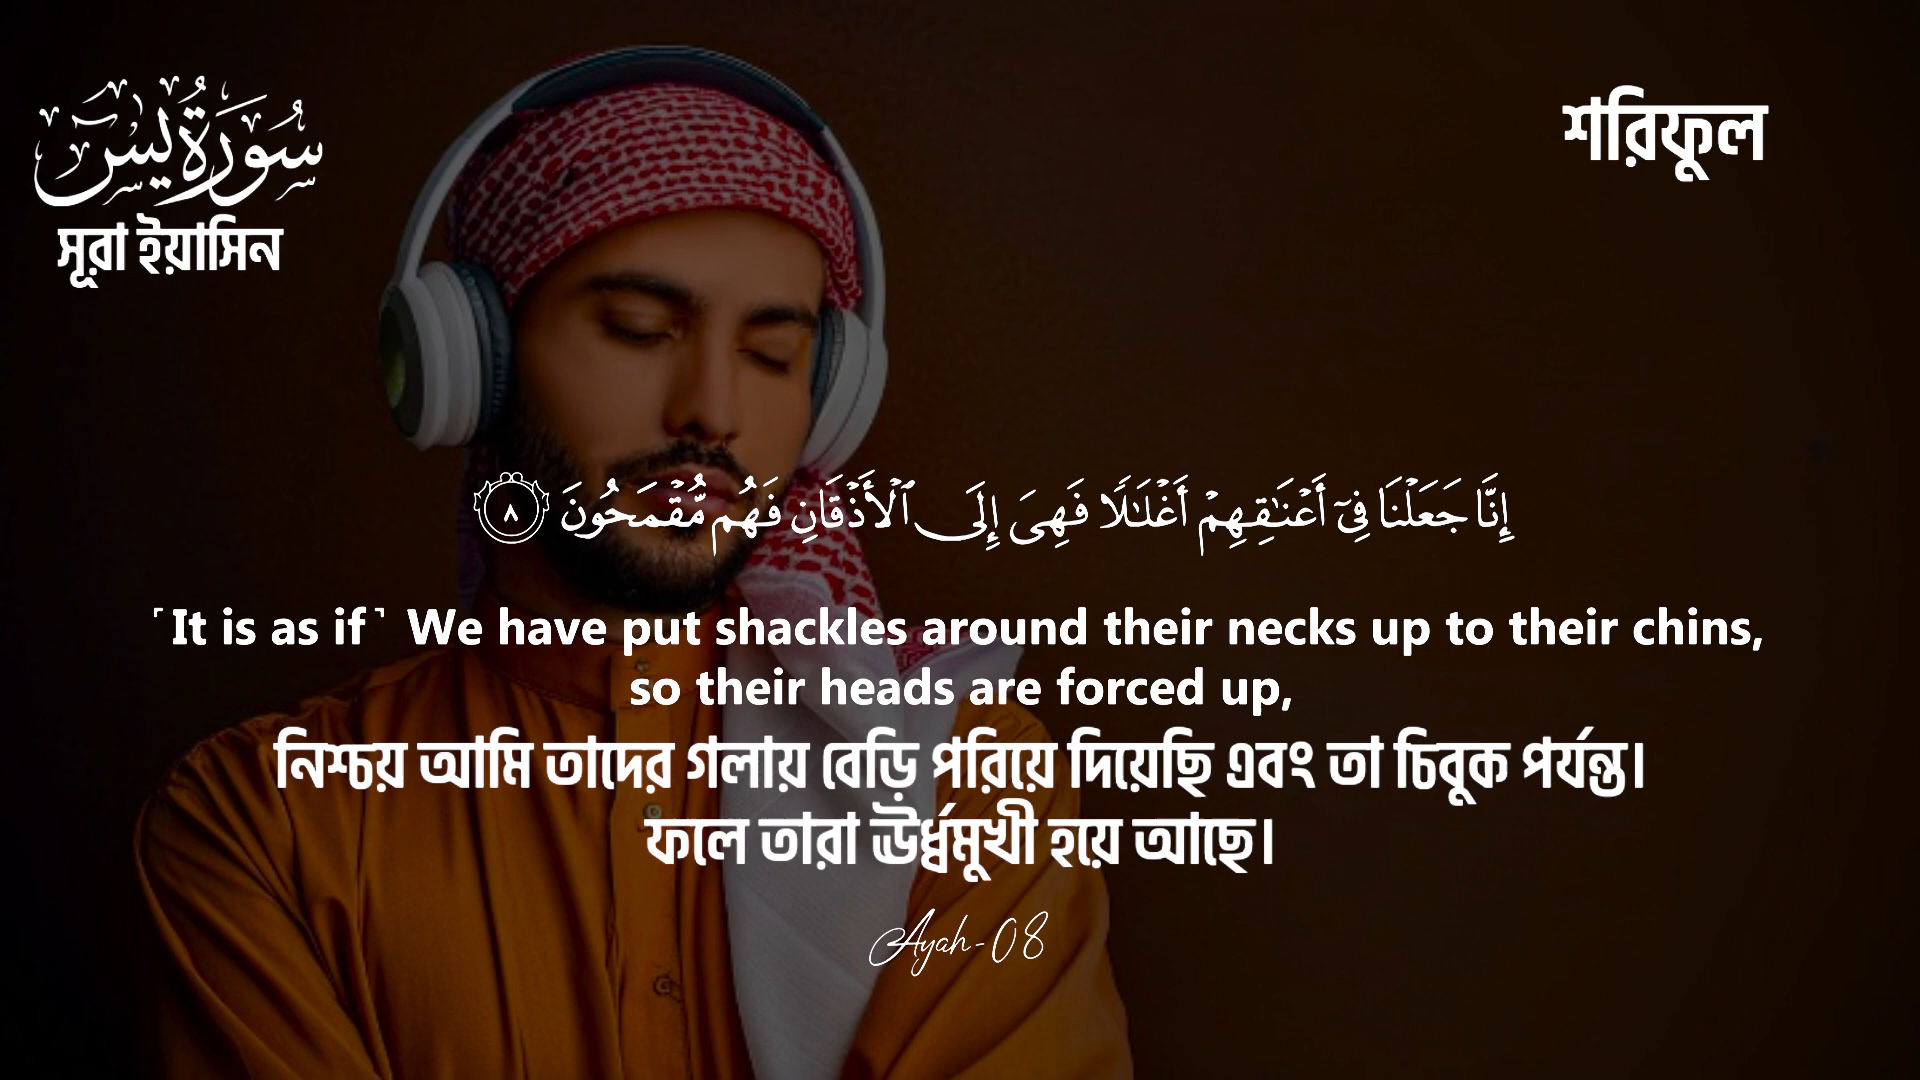 سُورَةُ يسٓ
সূরা ইয়াসিন
শরিফুল
إِنَّا جَعَلْنَا فِىٓ أَعْنَـٰقِهِمْ أَغْلَـٰلًا فَهِىَ إِلَى ٱلْأَذْقَانِ فَهُم مُّقْمَحُونَ ٨
˹It is as if˺ We have put shackles around their necks up to their chins,
so their heads are forced up,
নিশ্চয় আমি তাদের গলায় বেড়ি পরিয়ে দিয়েছি এবং তা চিবুক পর্যন্ত।
ফলে তারা ঊর্ধ্বমুখী হয়ে আছে।
Ayah-08